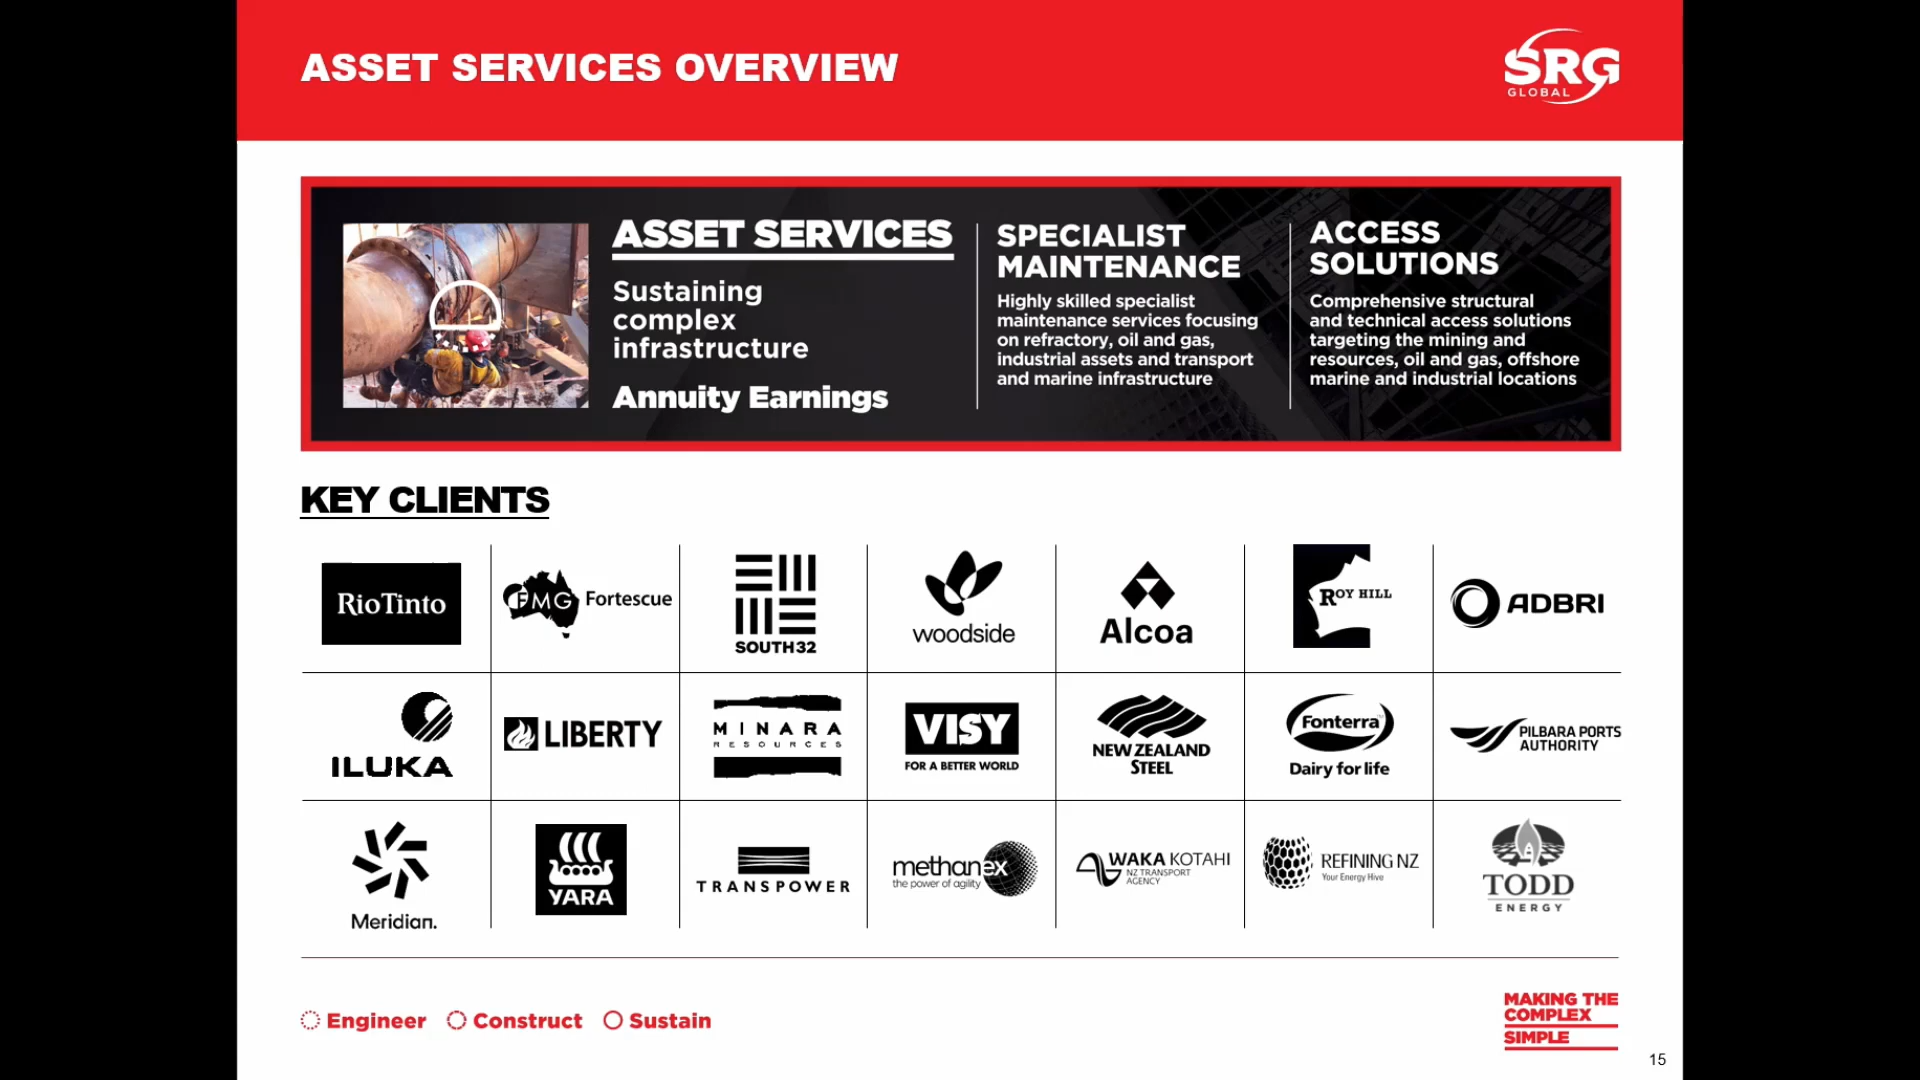 ASSET SERVICES OVERVIEW
SRG
GLOBAL
ASSET SERVICES
Sustaining
complex
infrastructure
Annuity Earnings
SPECIALIST
MAINTENANCE
Highly skilled specialist
maintenance services focusing
on refractory, oil and gas,
industrial assets and transport
and marine infrastructure
ACCESS
SOLUTIONS
Comprehensive structural
and technical access solutions
targeting the mining and
resources, oil and gas, offshore
marine and industrial locations
KEY CLIENTS
RioTinto
FMG Fortescue
SOUTH32
woodside
Alcoa
ROY HILL
ADBRI
ILUKA
LIBERTY
MINARA
RESOURCES
VISY
FOR A BETTER WORLD
NEW ZEALAND
STEEL
Fonterra™
Dairy for life
PILBARA PORTS
AUTHORITY
Meridian.
YARA
TRANSPOWER
methanex
the power of agility
WAKA KOTAHI
NZ TRANSPORT
AGENCY
REFINING NZ
Your Energy Hive
TODD
ENERGY
Engineer Construct Sustain
MAKING THE
COMPLEX
SIMPLE
15